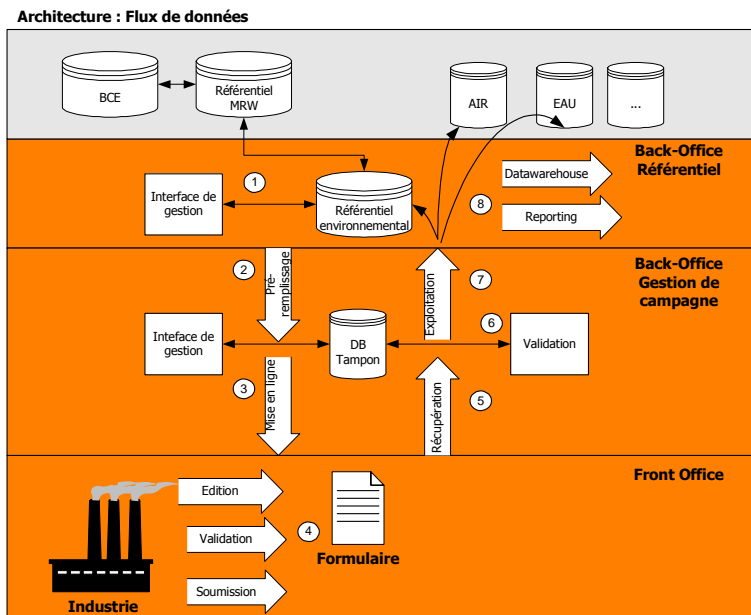 Architecture : Flux de données
BCE
Référentiel
MRW
AIR
EAU
...
Back-Office
Référentiel
Interface de
gestion
1
Référentiel
environnemental
8
Datawarehouse
Reporting
2
Pré-
remplissage
Exploitation
7
Back-Office
Gestion de
campagne
Inteface de
gestion
DB
Tampon
6
Validation
3
Mise en ligne
Récupération
5
Front Office
Edition
Validation
4
Soumission
Formulaire
Industrie